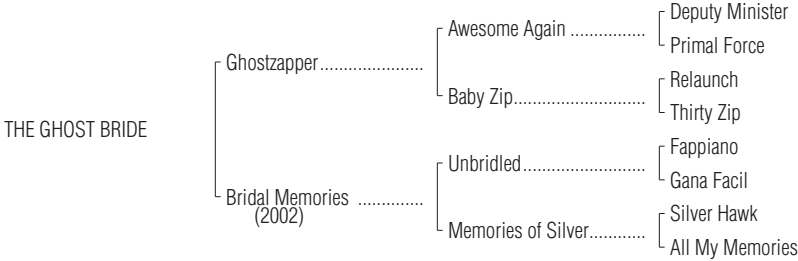 Deputy Minister
Awesome Again ................
Primal Force
Ghostzapper......................
Relaunch
Baby Zip............................
Thirty Zip
THE GHOST BRIDE
Fappiano
Unbridled..........................
Gana Facil
Bridal Memories ..............
(2002)
Silver Hawk
Memories of Silver............
All My Memories